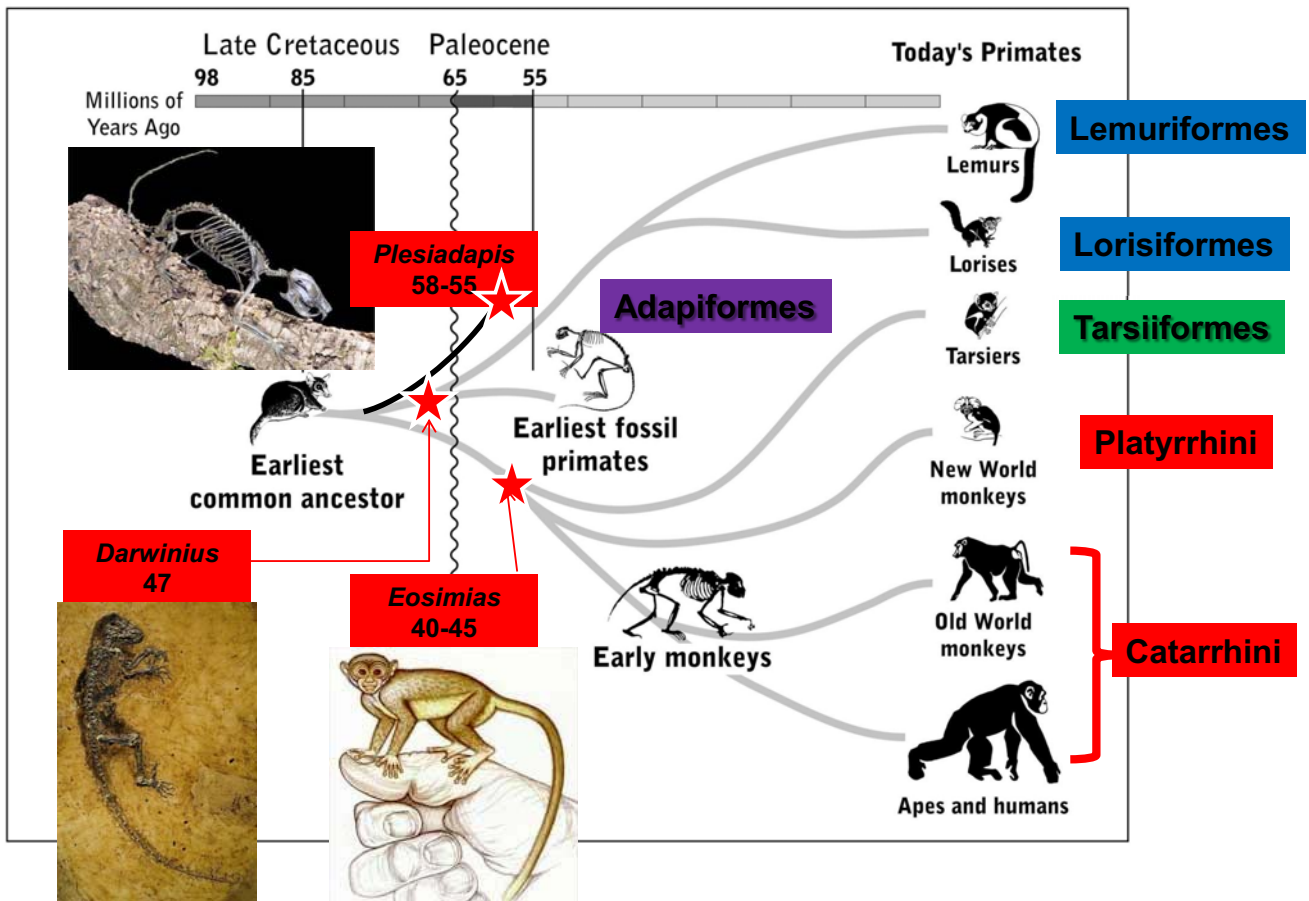 Late Cretaceous
Paleocene
Today's Primates
98
85
65
55
Millions of
Years Ago
Lemurs
Lemuriformes
Plesiadapis
58-55
Lorises
Lorisiformes
Adapiformes
Tarsiers
Tarsiiformes
Earliest
common ancestor
Earliest fossil
primates
New World
monkeys
Platyrrhini
Darwinius
47
Eosimias
40-45
Early monkeys
Old World
monkeys
Catarrhini
Apes and humans